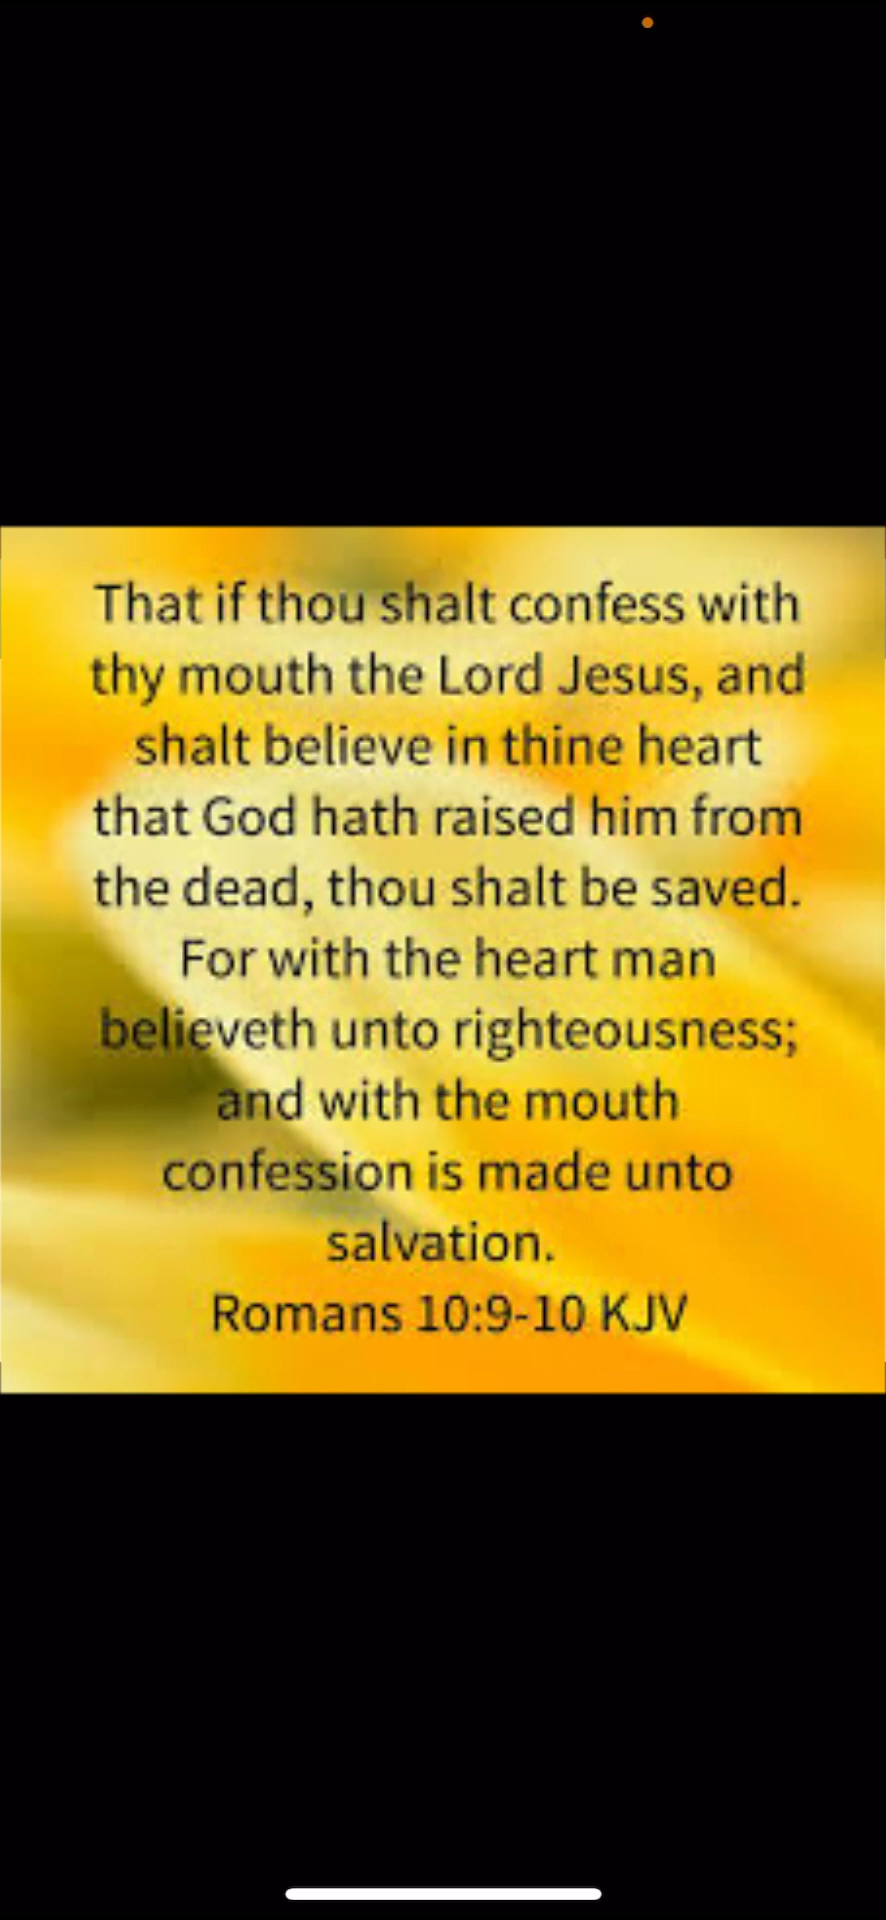 That if thou shalt confess with
thy mouth the Lord Jesus, and
shalt believe in thine heart
that God hath raised him from
the dead, thou shalt be saved.
For with the heart man
believeth unto righteousness;
and with the mouth
confession is made unto
salvation.
Romans 10:9-10 KJV